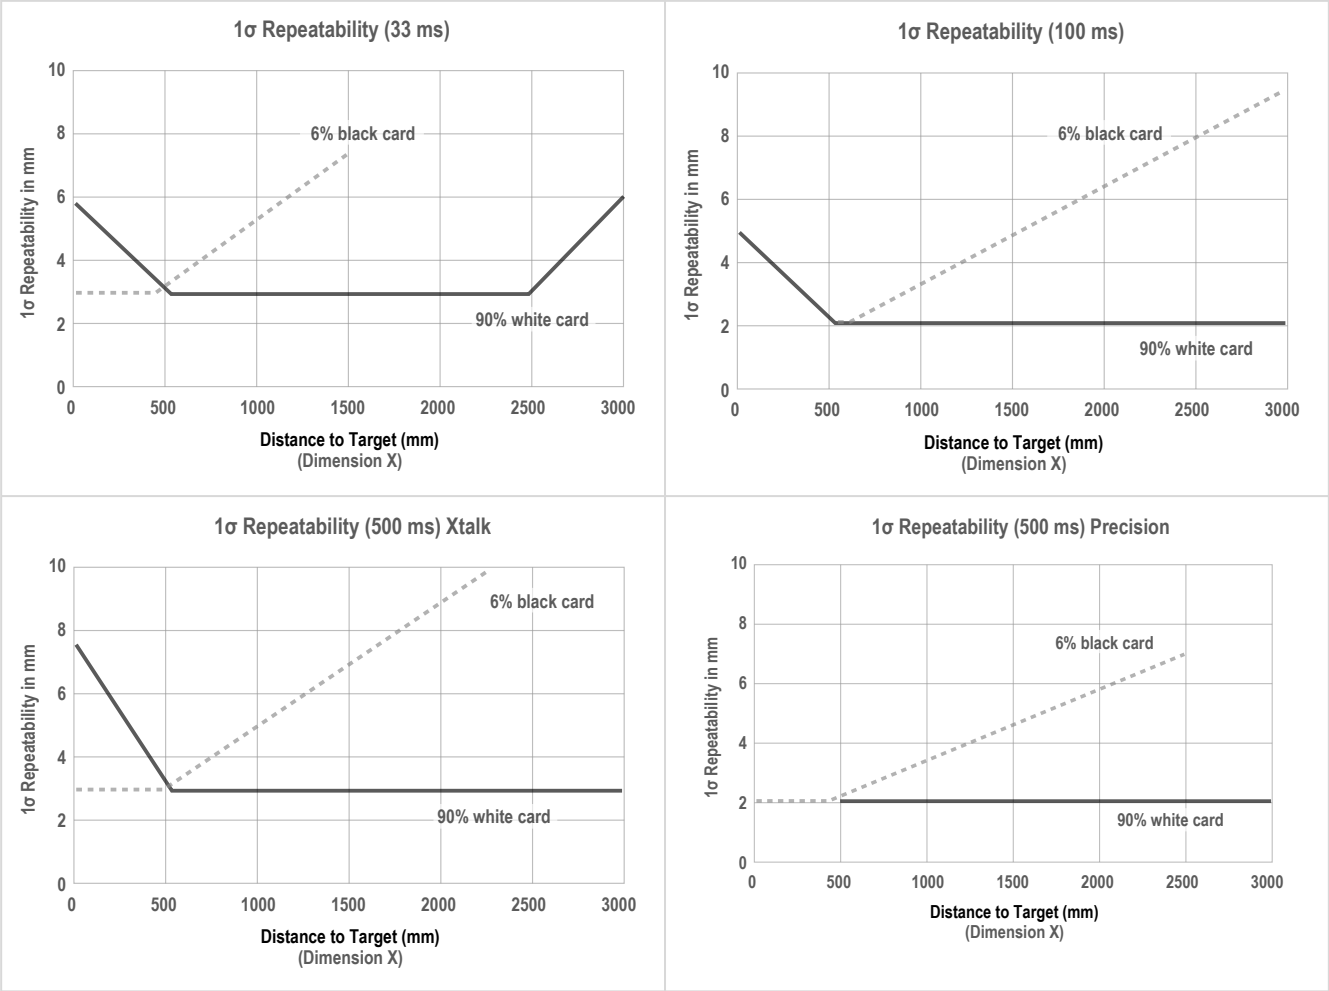 1σ Repeatability (33 ms)
1σ Repeatability in mm
10
8
6
4
2
0
6% black card
90% white card
0 500 1000 1500 2000 2500 3000
Distance to Target (mm)
(Dimension X)
1σ Repeatability (100 ms)
1σ Repeatability in mm
10
8
6
4
2
0
6% black card
90% white card
0 500 1000 1500 2000 2500 3000
Distance to Target (mm)
(Dimension X)
1σ Repeatability (500 ms) Xtalk
1σ Repeatability in mm
10
8
6
4
2
0
6% black card
90% white card
0 500 1000 1500 2000 2500 3000
Distance to Target (mm)
(Dimension X)
1σ Repeatability (500 ms) Precision
1σ Repeatability in mm
10
8
6
4
2
0
6% black card
90% white card
0 500 1000 1500 2000 2500 3000
Distance to Target (mm)
(Dimension X)